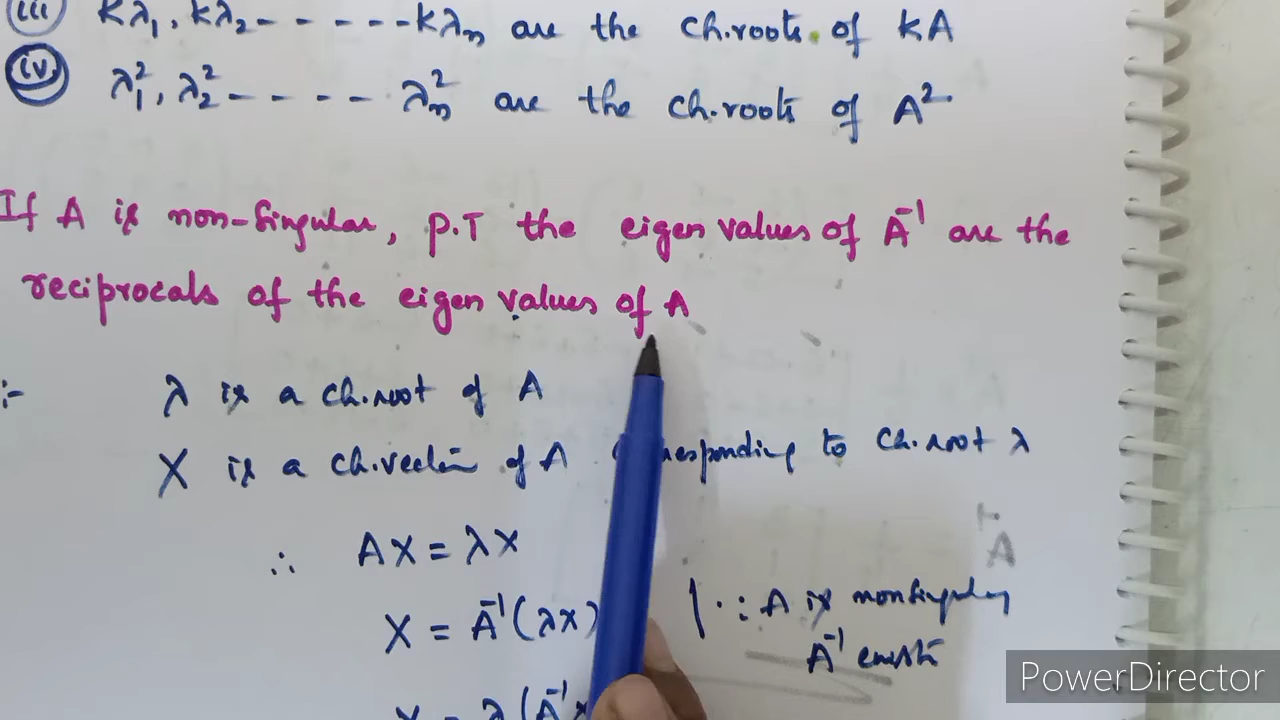 (iii) kλ1, kλ2 - - - - - - kλn are the ch.roots of kA
(iv) λ1², λ2² - - - - - λn² are the ch.roots of A²
If A is non-singular, P.T the eigen values of A⁻¹ are the
reciprocals of the eigen values of A
:- λ is a ch.root of A
X is a ch.vector of A corresponding to ch.root λ
∴ AX = λX
X = A⁻¹(λX) | ∵ A is nonsingular
A⁻¹ exists
X = λ(A⁻¹X
PowerDirector